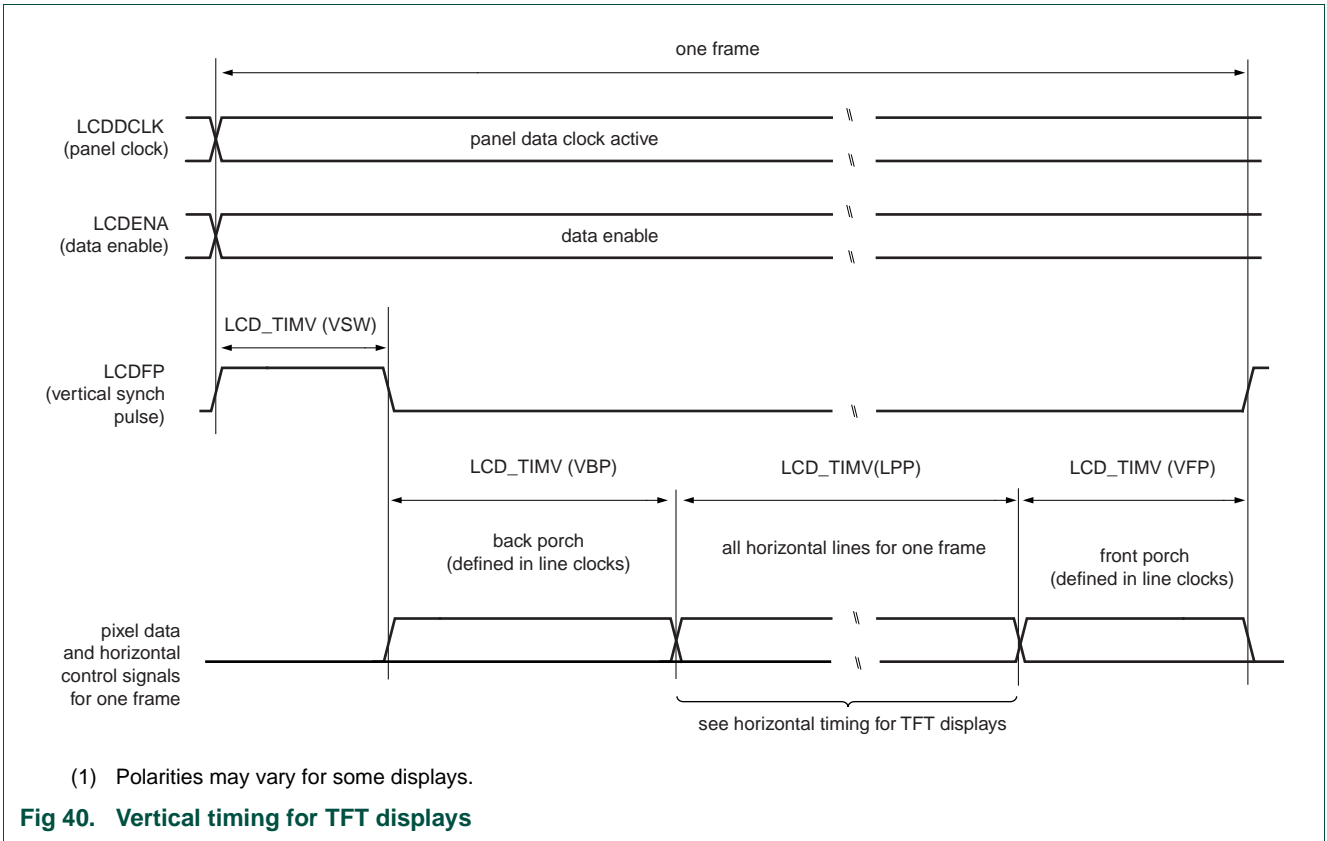 one frame
LCDDCLK
(panel clock)
panel data clock active
LCDENA
(data enable)
data enable
LCD_TIMV (VSW)
LCDFP
(vertical synch
pulse)
LCD_TIMV (VBP)
LCD_TIMV(LPP)
LCD_TIMV (VFP)
back porch
(defined in line clocks)
all horizontal lines for one frame
front porch
(defined in line clocks)
pixel data
and horizontal
control signals
for one frame
see horizontal timing for TFT displays
(1) Polarities may vary for some displays.
Fig 40. Vertical timing for TFT displays